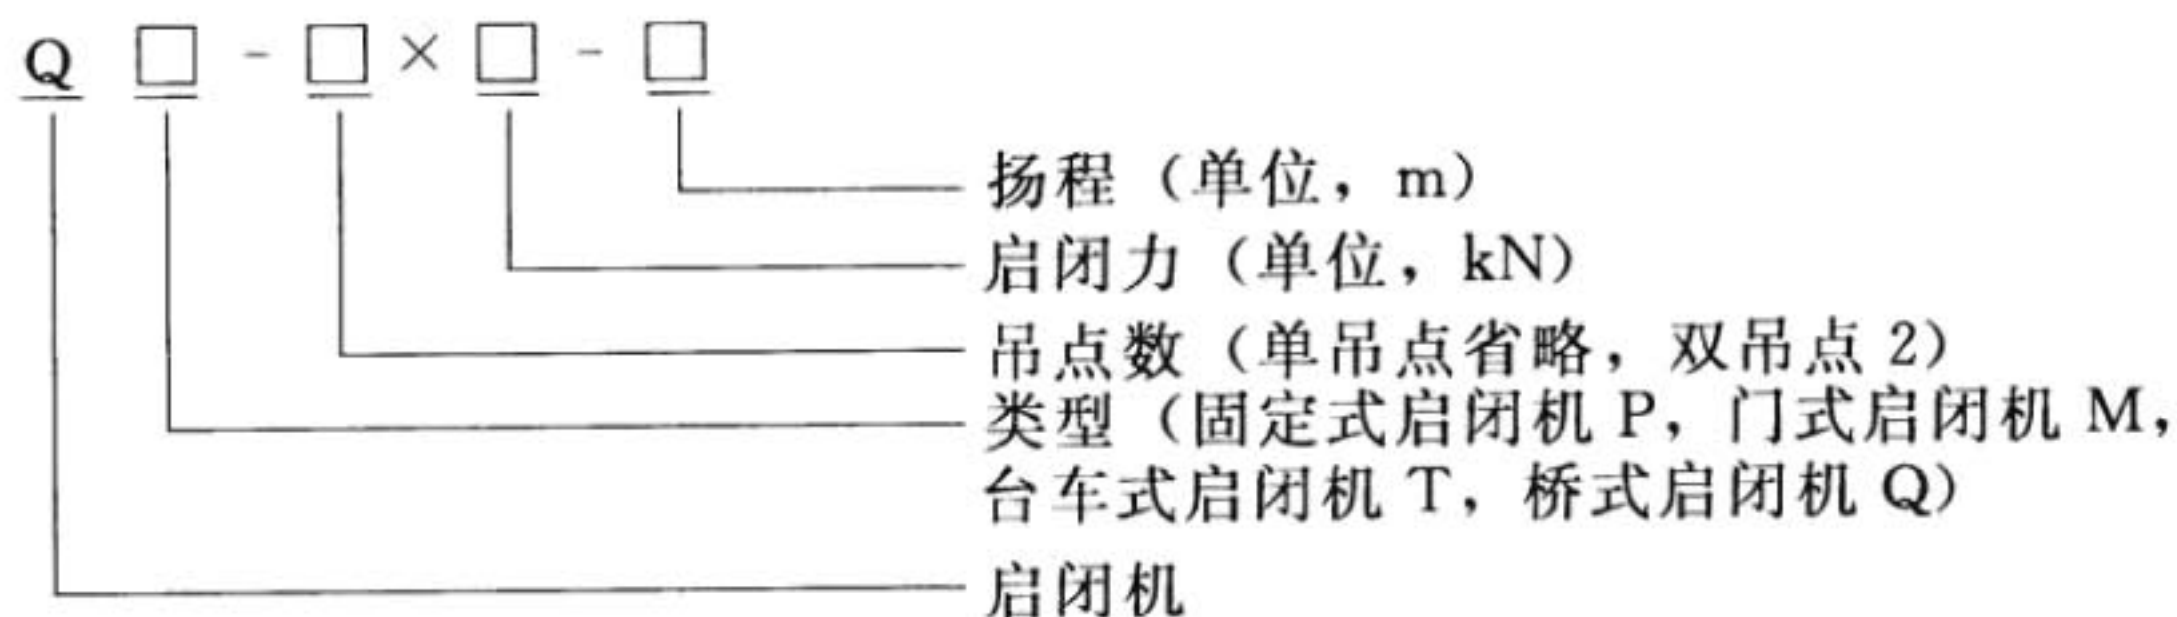 Q □ - □ × □ - □
扬程（单位，m）
启闭力（单位，kN）
吊点数（单吊点省略，双吊点 2）
类型（固定式启闭机 P，门式启闭机 M，
台车式启闭机 T，桥式启闭机 Q）
启闭机